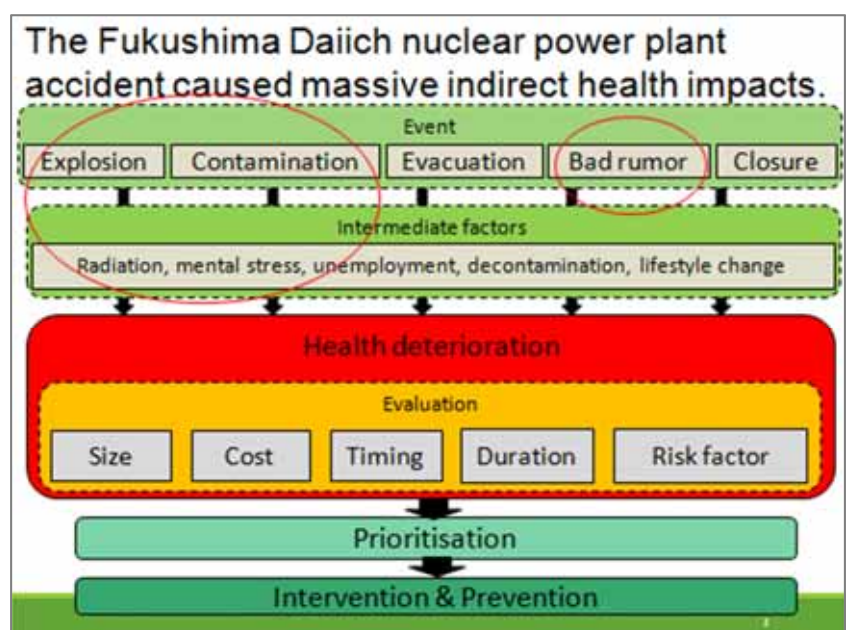 The Fukushima Daiich nuclear power plant
accident caused massive indirect health impacts.
Event
Explosion Contamination Evacuation Bad rumor Closure
Intermediate factors
Radiation, mental stress, unemployment, decontamination, lifestyle change
Health deterioration
Evaluation
Size Cost Timing Duration Risk factor
Prioritisation
Intervention & Prevention